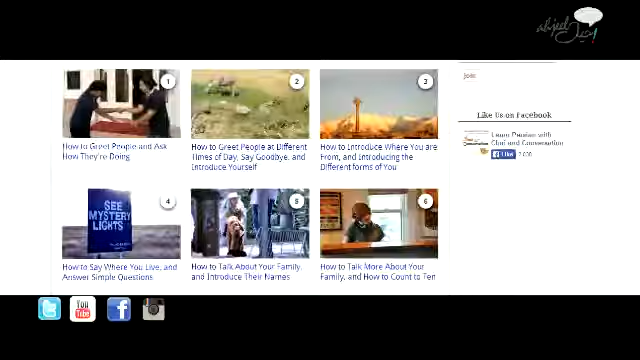 ahjeel
Join
1
2
3
How to Greet People and Ask
How They're Doing
How to Greet People at Different
Times of Day, Say Goodbye, and
Introduce Yourself
How to Introduce Where You are
From, and Introducing the
Different forms of You
Like Us on Facebook
Learn Persian with
Chai and Conversation
Like
4
5
6
SEE
MYSTERY
LIGHTS
How to Say Where You Live, and
Answer Simple Questions
How to Talk About Your Family,
and Introduce Their Names
How to Talk More About Your
Family, and How to Count to Ten
You
Tube